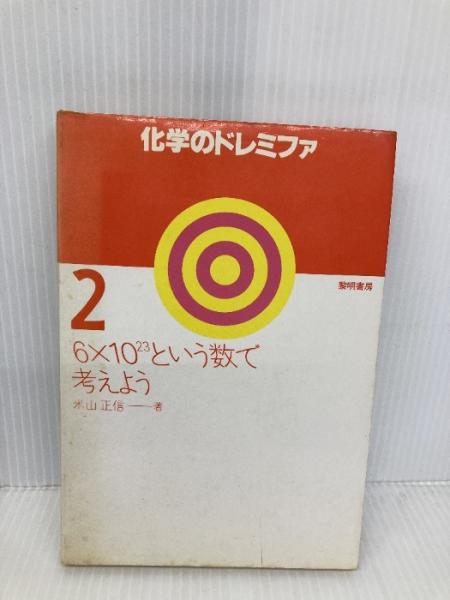 化学のドレミファ
黎明書房
2
6×10²³という数で
考えよう
米山正信──著